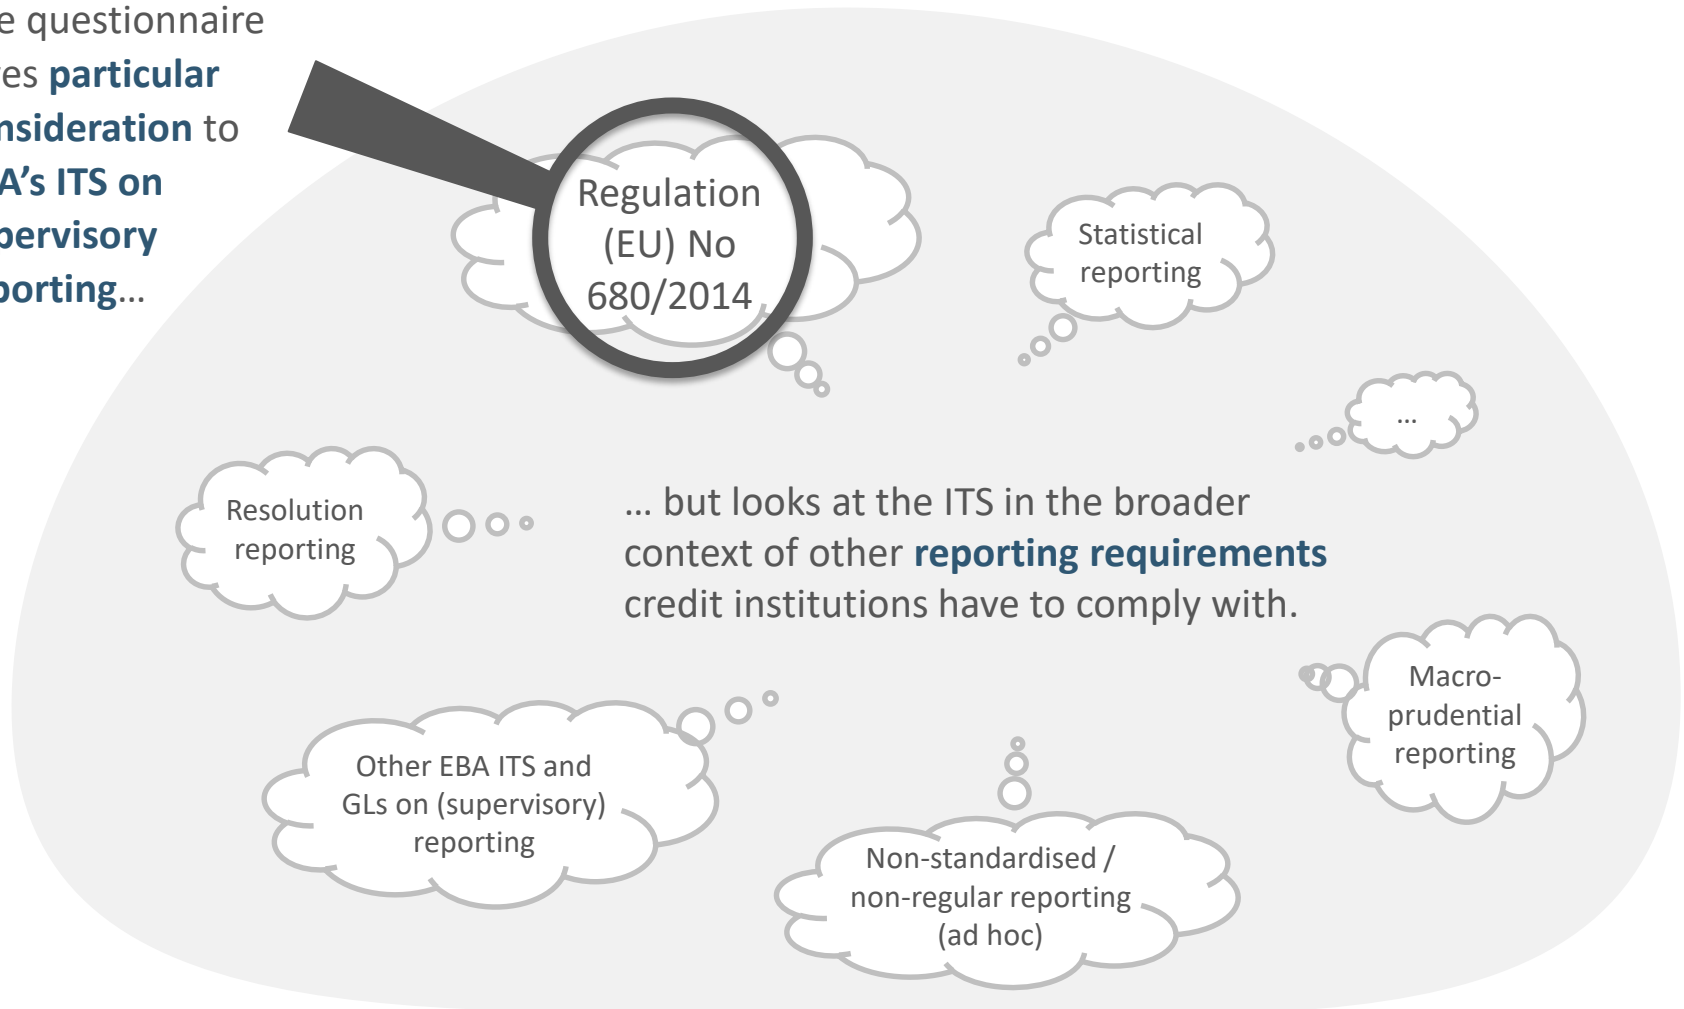 e questionnaire
es particular
nsideration to
A’s ITS on
pervisory
porting...
Regulation
(EU) No
680/2014
Statistical
reporting
...
Resolution
reporting
... but looks at the ITS in the broader
context of other reporting requirements
credit institutions have to comply with.
Macro-
prudential
reporting
Other EBA ITS and
GLs on (supervisory)
reporting
Non-standardised /
non-regular reporting
(ad hoc)